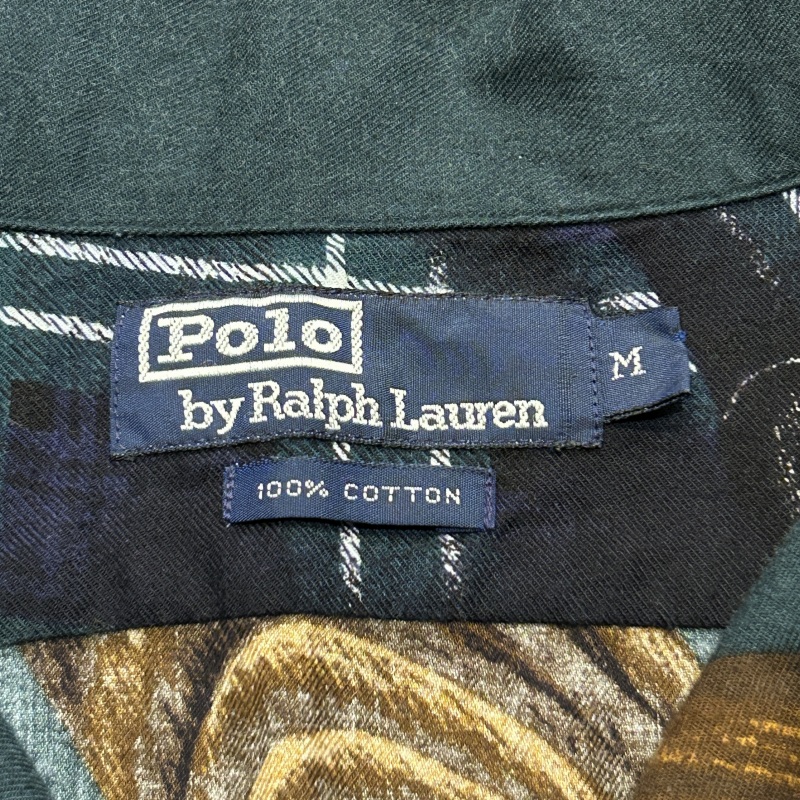 Polo
by Ralph Lauren
M
100% COTTON